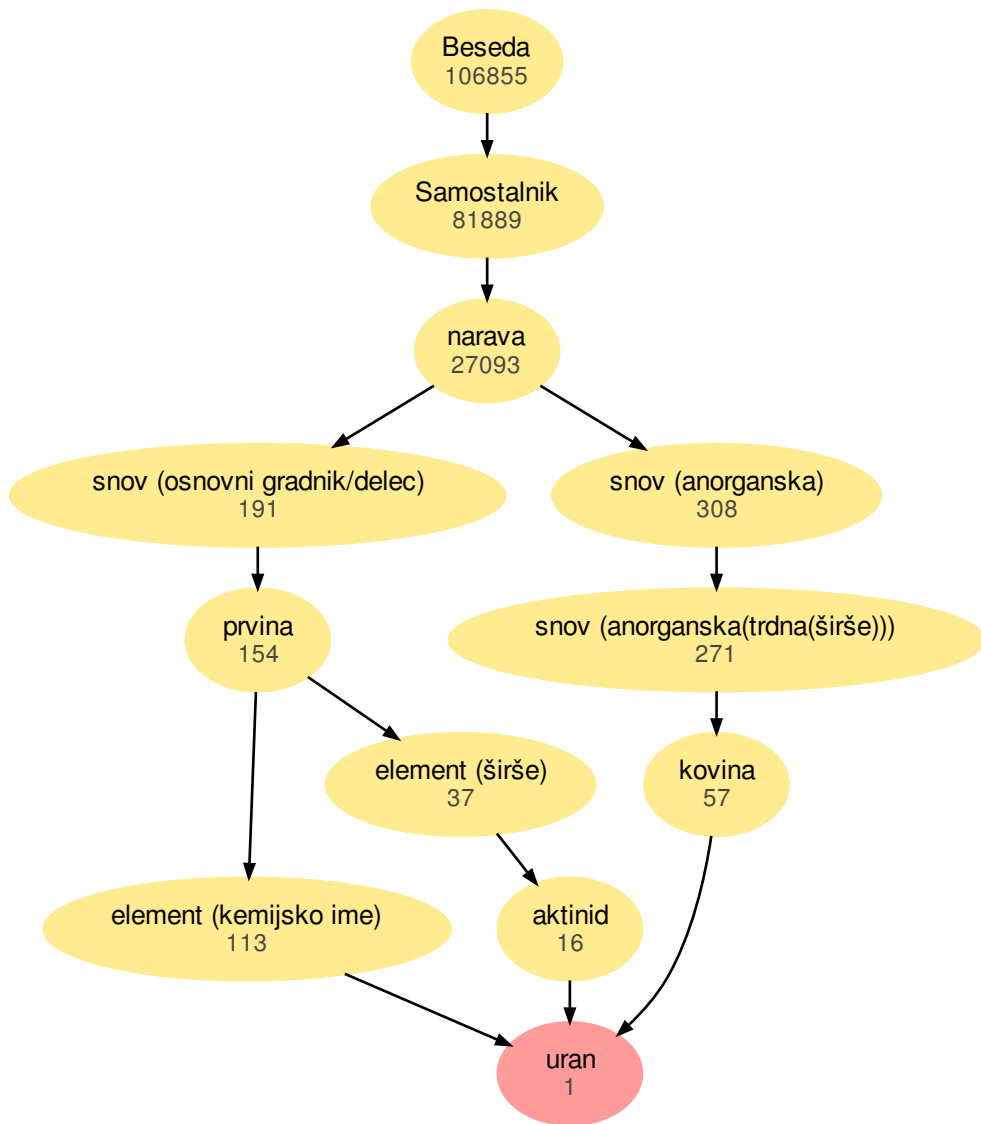 Beseda
106855
Samostalnik
81889
narava
27093
snov (osnovni gradnik/delec)
191
snov (anorganska)
308
prvina
154
snov (anorganska(trdna(širše)))
271
element (širše)
37
kovina
57
element (kemijsko ime)
113
aktinid
16
uran
1